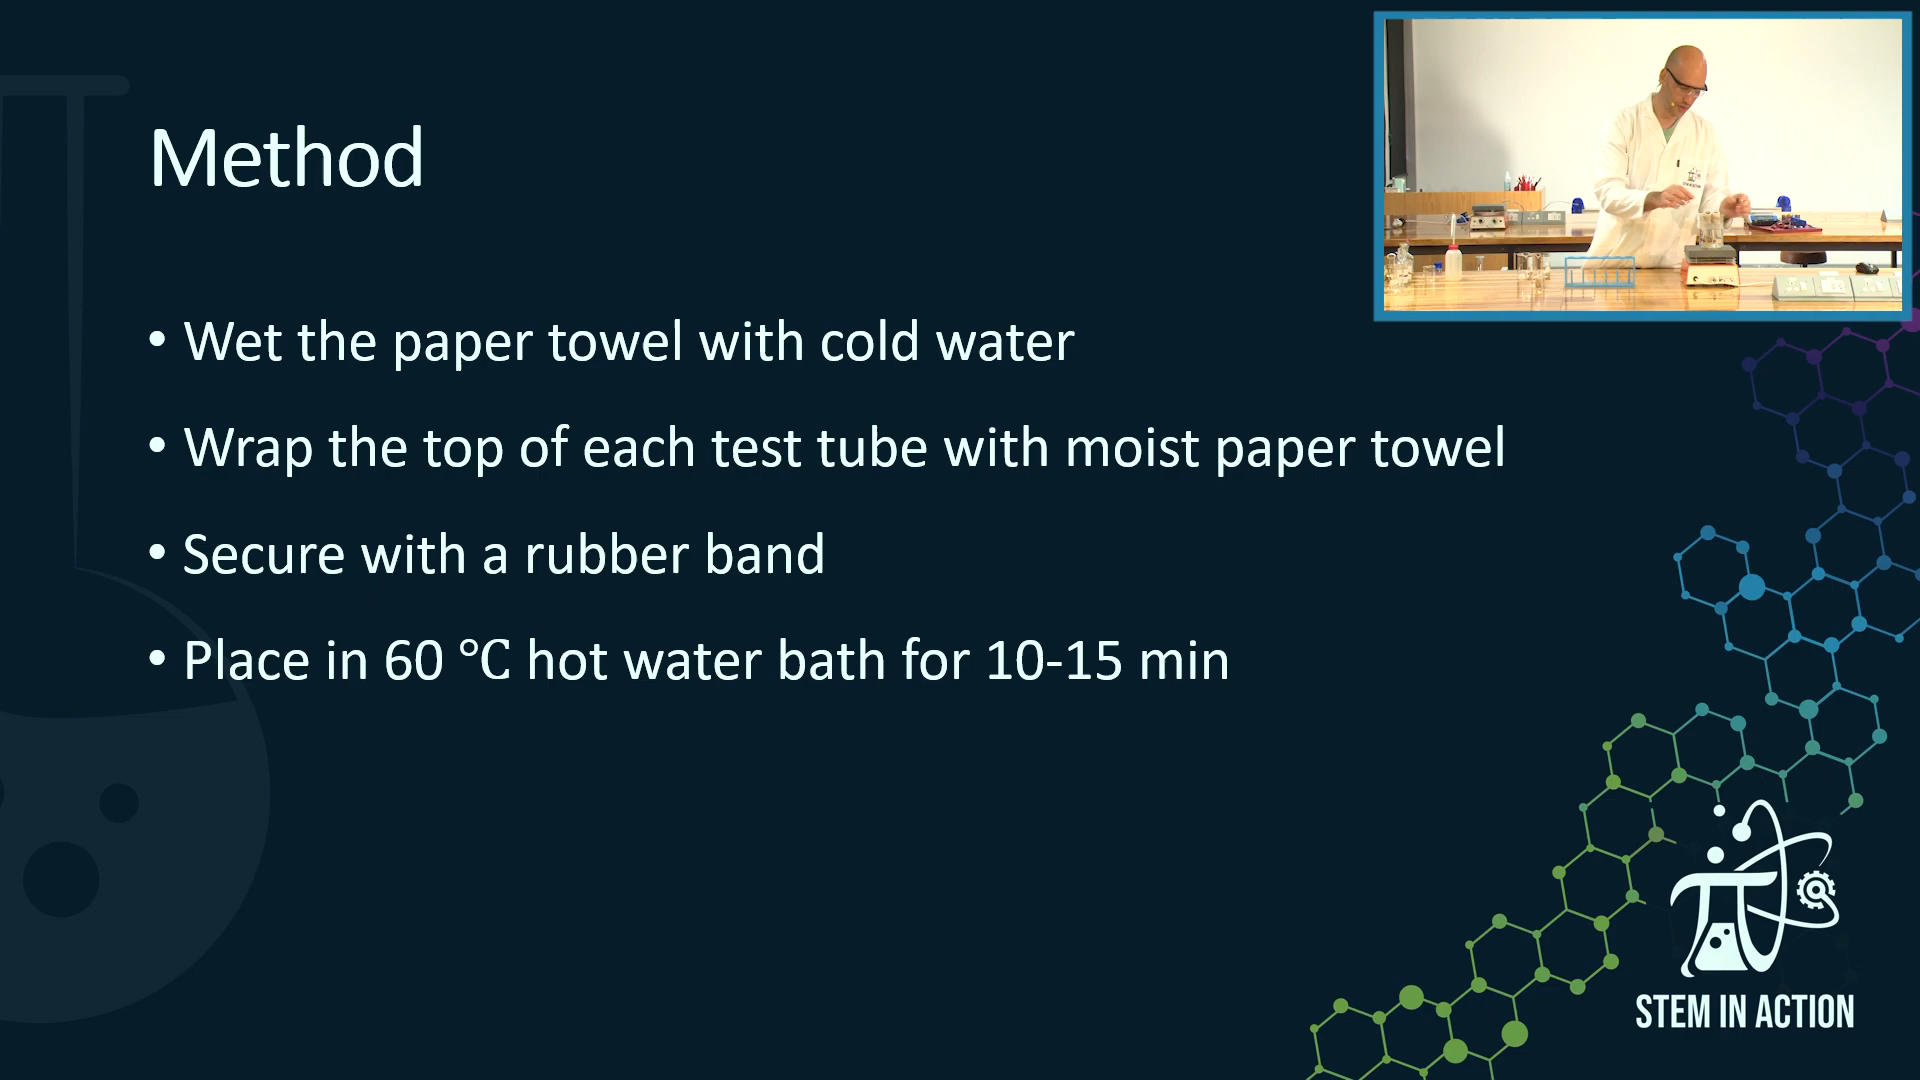 Method
• Wet the paper towel with cold water
• Wrap the top of each test tube with moist paper towel
• Secure with a rubber band
• Place in 60 ℃ hot water bath for 10-15 min
STEM IN ACTION